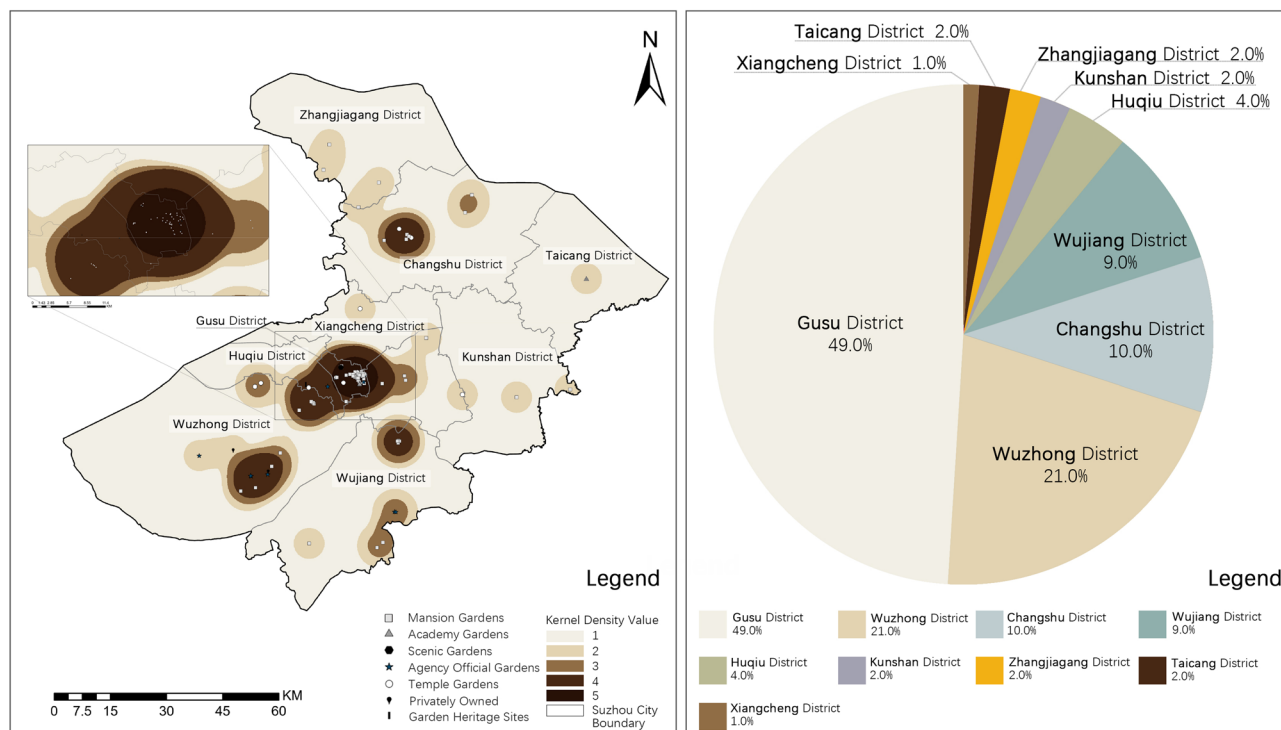 N
Zhangjiagang District
Changshu District
Taicang District
Gusu District
Xiangcheng District
Huqiu District
Kunshan District
Wuzhong District
Wujiang District
Legend
Mansion Gardens
Academy Gardens
Scenic Gardens
Agency Official Gardens
Temple Gardens
Privately Owned
Garden Heritage Sites
Kernel Density Value
1
2
3
4
5
Suzhou City
Boundary
KM
0 7.5 15 30 45 60
Taicang District 2.0%
Xiangcheng District 1.0%
Zhangjiagang District 2.0%
Kunshan District 2.0%
Huqiu District 4.0%
Wujiang District
9.0%
Changshu District
10.0%
Gusu District
49.0%
Wuzhong District
21.0%
Legend
Gusu District
49.0%
Wuzhong District
21.0%
Changshu District
10.0%
Wujiang District
9.0%
Huqiu District
4.0%
Kunshan District
2.0%
Zhangjiagang District
2.0%
Taicang District
2.0%
Xiangcheng District
1.0%